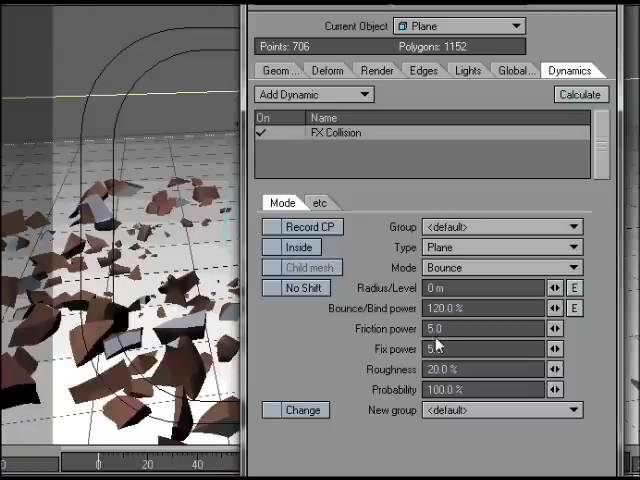 Current Object Plane
Points: 706 Polygons: 1152
Geom... Deform Render Edges Lights Global... Dynamics
Add Dynamic Calculate
On Name
FX Collision
Mode etc
Record CP Group <default>
Inside Type Plane
Child mesh Mode Bounce
No Shift Radius/Level 0 m E
Bounce/Bind power 120.0 % E
Friction power 5.0
Fix power
Roughness 20.0 %
Probability 100.0 %
Change New group <default>
0 20 40